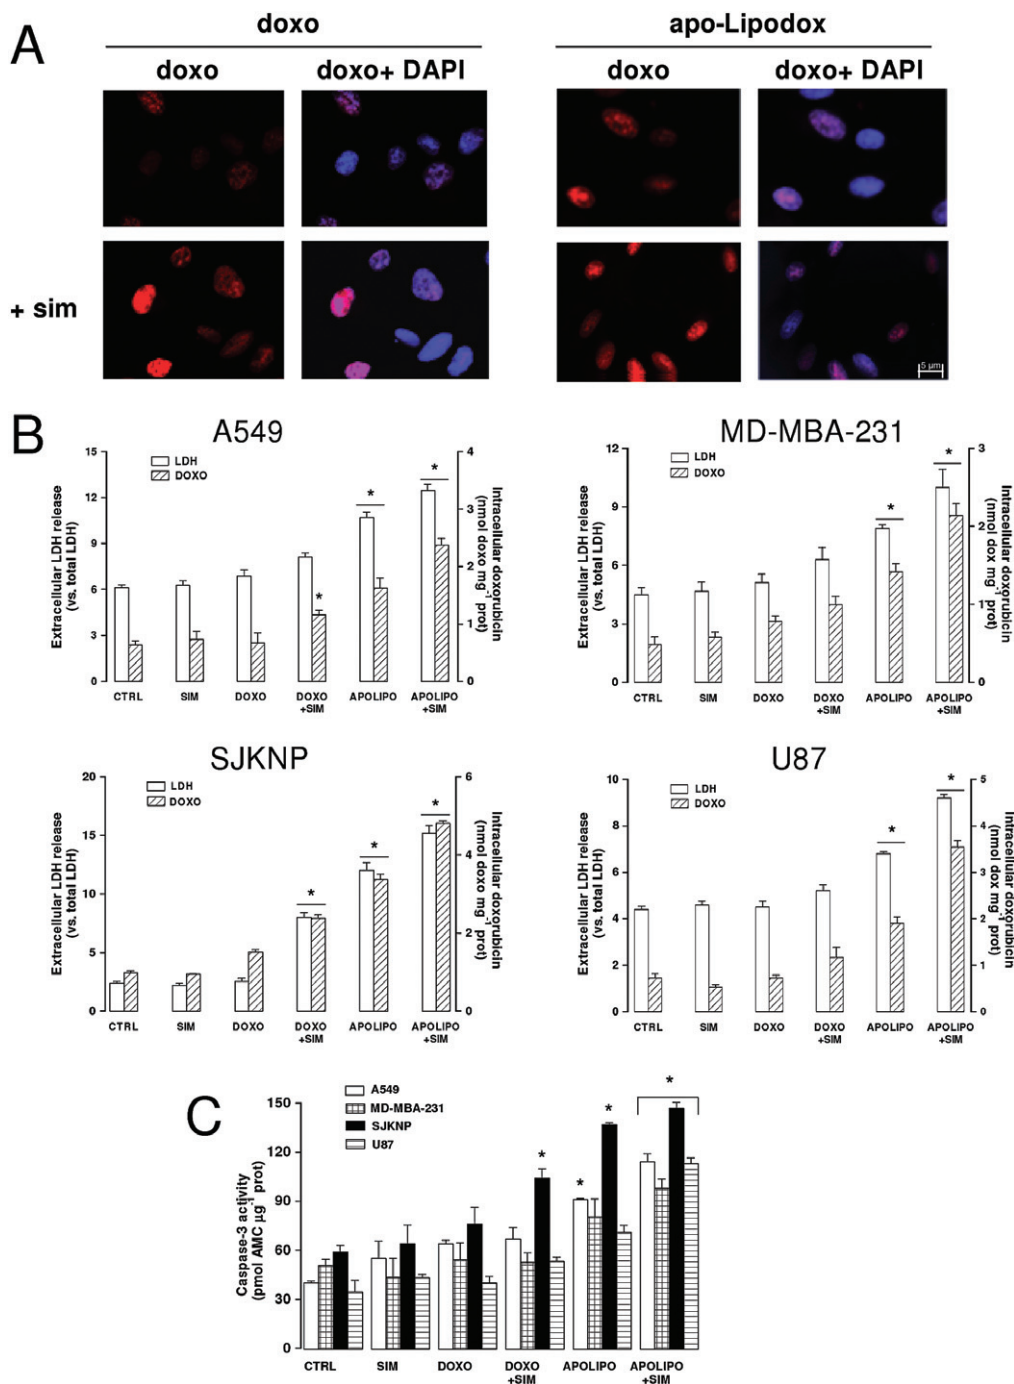 A
doxo
apo-Lipodox
doxo
doxo+ DAPI
doxo
doxo+ DAPI
+ sim
5 µm
B
A549
15
12
9
6
3
0
4
3
2
1
0
LDH
DOXO
*
*
*
Extracellular LDH release
(vs. total LDH)
Intracellular doxorubicin
(nmol doxo mg⁻¹ prot)
CTRL
SIM
DOXO
DOXO
+SIM
APOLIPO
APOLIPO
+SIM
MD-MBA-231
12
9
6
3
0
3
2
1
0
LDH
DOXO
*
*
Extracellular LDH release
(vs. total LDH)
Intracellular doxorubicin
(nmol dox mg⁻¹ prot)
CTRL
SIM
DOXO
DOXO
+SIM
APOLIPO
APOLIPO
+SIM
SJKNP
20
15
10
5
0
6
4
2
0
LDH
DOXO
*
*
*
Extracellular LDH release
(vs. total LDH)
Intracellular doxorubicin
(nmol doxo mg⁻¹ prot)
CTRL
SIM
DOXO
DOXO
+SIM
APOLIPO
APOLIPO
+SIM
U87
10
8
6
4
2
0
5
4
3
2
1
0
LDH
DOXO
*
*
Extracellular LDH release
(vs. total LDH)
Intracellular doxorubicin
(nmol dox mg⁻¹ prot)
CTRL
SIM
DOXO
DOXO
+SIM
APOLIPO
APOLIPO
+SIM
C
A549
MD-MBA-231
SJKNP
U87
150
120
90
60
30
0
*
*
*
*
Caspase-3 activity
(pmol AMC µg⁻¹ prot)
CTRL
SIM
DOXO
DOXO
+SIM
APOLIPO
APOLIPO
+SIM